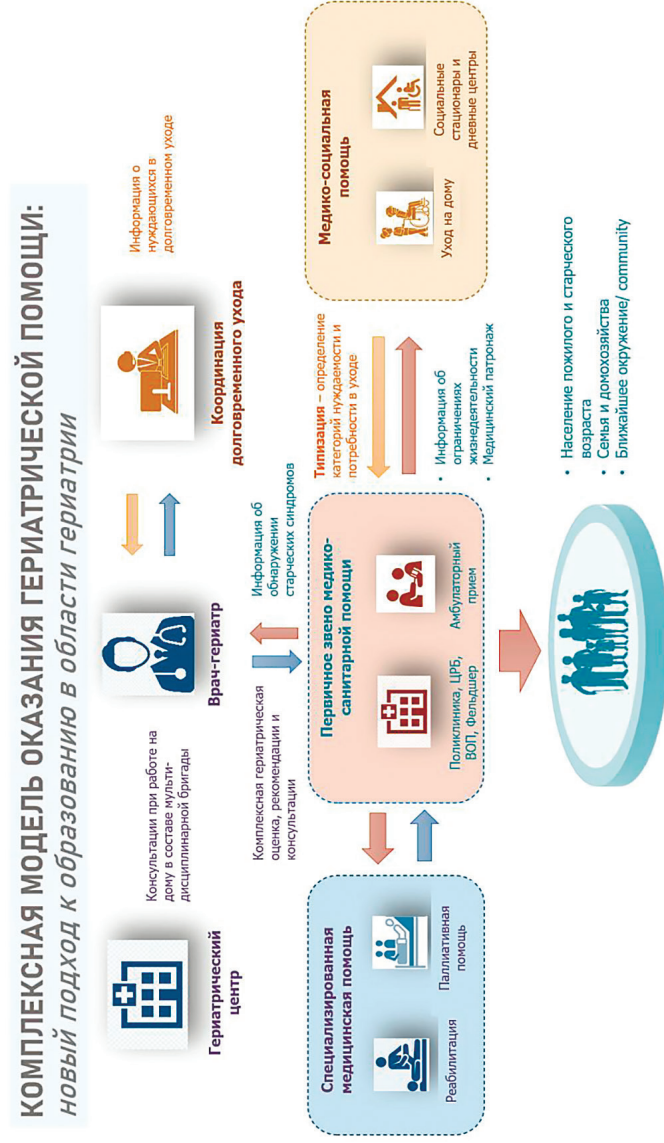 КОМПЛЕКСНАЯ МОДЕЛЬ ОКАЗАНИЯ ГЕРИАТРИЧЕСКОЙ ПОМОЩИ:
новый подход к образованию в области гериатрии
Гериатрический
центр
Консультации при работе на
дому в составе мульти-
дисциплинарной бригады
Врач-гериатр
Координация
долговременного ухода
Информация о
нуждающихся в
долговременном уходе
Комплексная гериатрическая
оценка, рекомендации и
консультации
Информация об
обнаружении
старческих синдромов
Специализированная
медицинская помощь
Реабилитация
Паллиативная
помощь
Первичное звено медико-
санитарной помощи
Поликлиника, ЦРБ,
ВОП, Фельдшер
Амбулаторный
прием
Типизация – определение
категорий нуждаемости и
потребности в уходе
• Информация об
ограничениях
жизнедеятельности
• Медицинский патронаж
Медико-социальная
помощь
Уход на дому
Социальные
стационары и
дневные центры
• Население пожилого и старческого
возраста
• Семья и домохозяйства
• Ближайшее окружение/ community